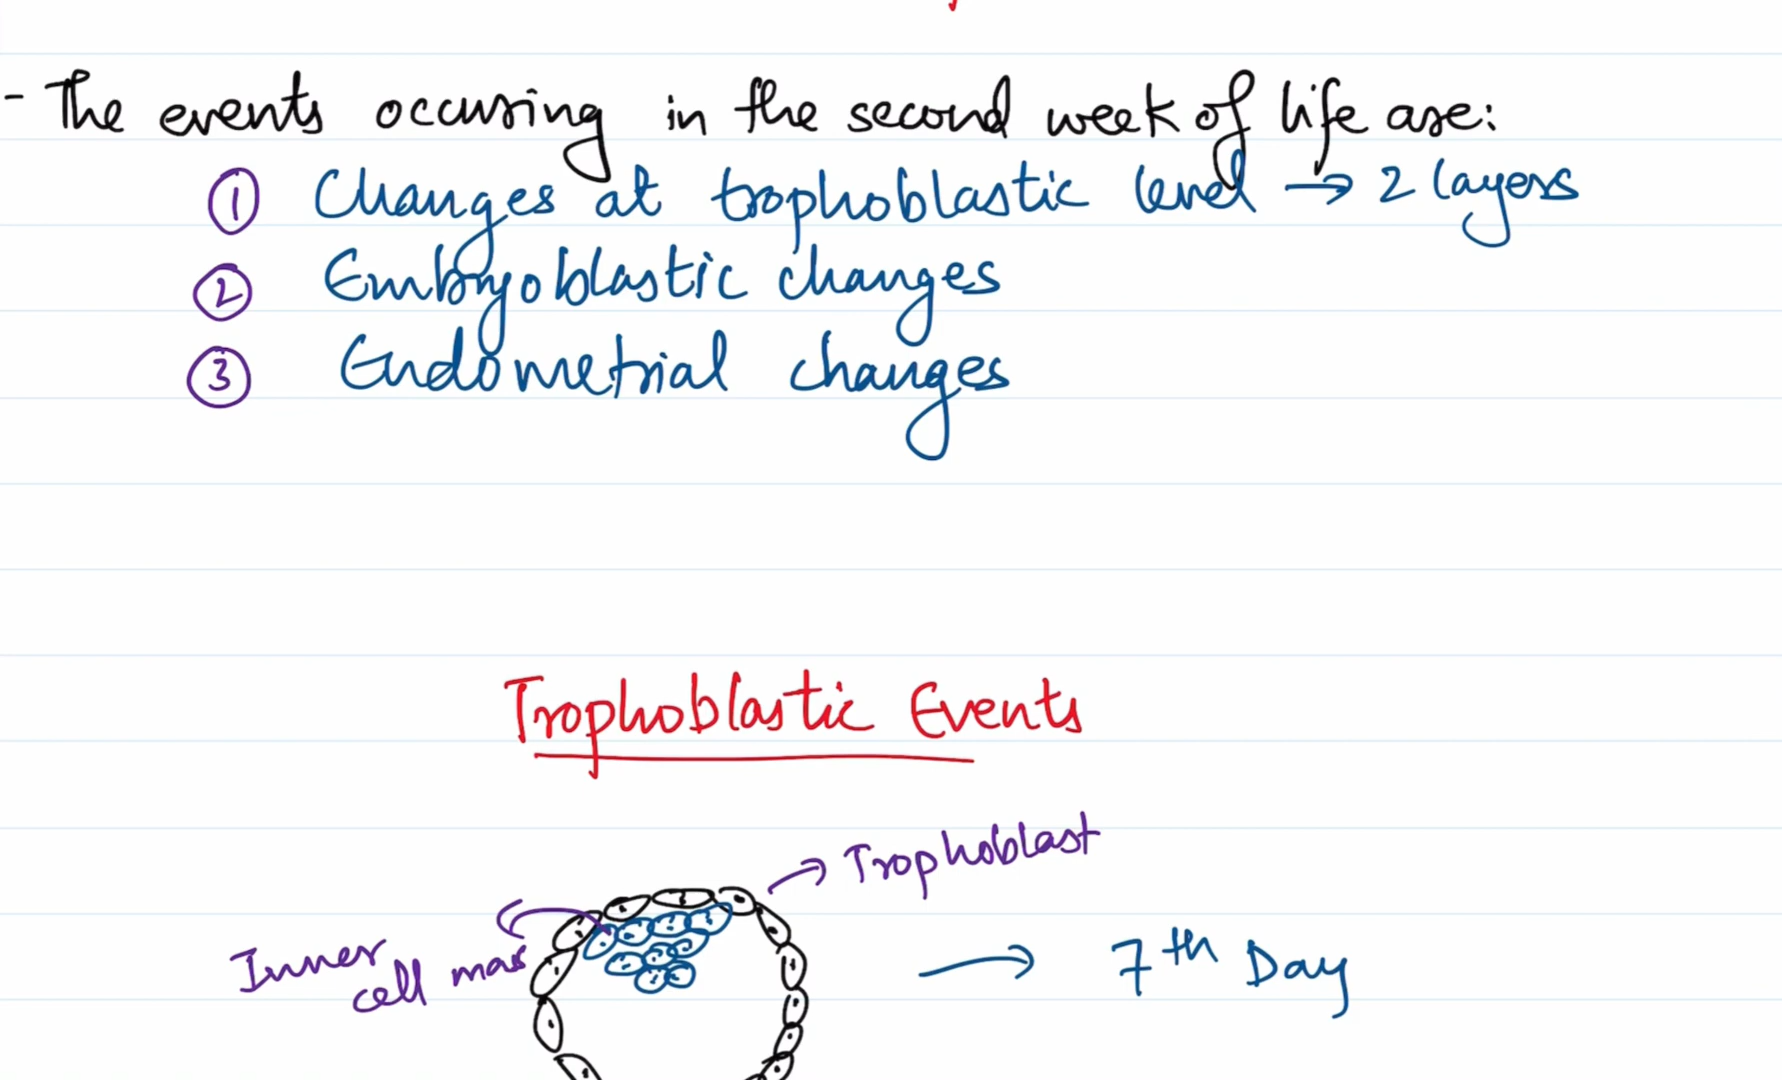 - The events occuring in the second week of life are:
① Changes at trophoblastic level → 2 layers
② Embryoblastic changes
③ Endometrial changes
Trophoblastic Events
→ Trophoblast
Inner
cell mas
→ 7th Day